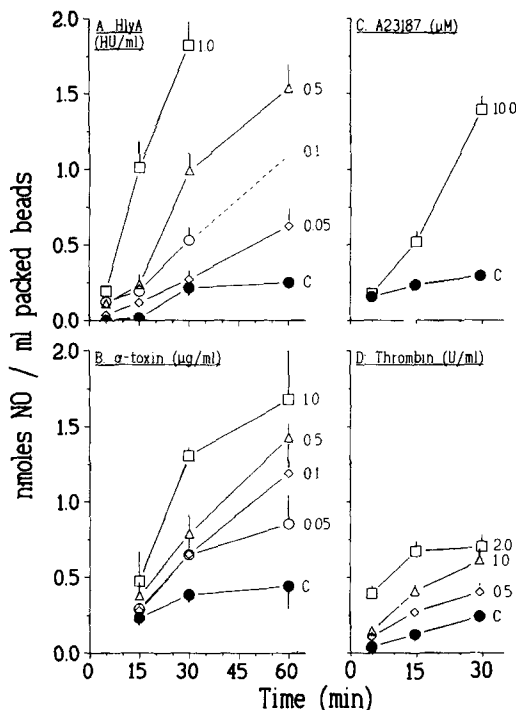 A. HlyA
(HU/ml)
1.0
0.5
0.1
0.05
C
2.0
1.5
1.0
0.5
0.0
C. A23187 (μM)
10.0
C
nmoles NO / ml packed beads
B. α-toxin (μg/ml)
1.0
0.5
0.1
0.05
C
2.0
1.5
1.0
0.5
0.0
0 15 30 45 60
D. Thrombin (U/ml)
2.0
1.0
0.5
C
0 15 30
Time (min)